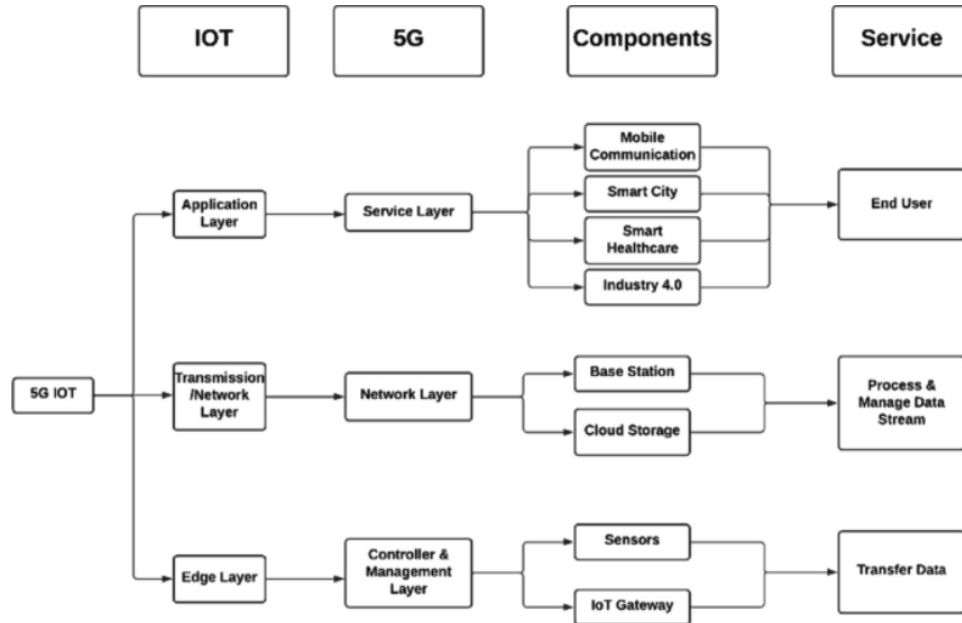 IOT
5G
Components
Service
Mobile
Communication
Smart City
Application
Layer
Service Layer
End User
Smart
Healthcare
Industry 4.0
5G IOT
Transmission
/Network
Layer
Network Layer
Base Station
Cloud Storage
Process &
Manage Data
Stream
Edge Layer
Controller &
Management
Layer
Sensors
IoT Gateway
Transfer Data